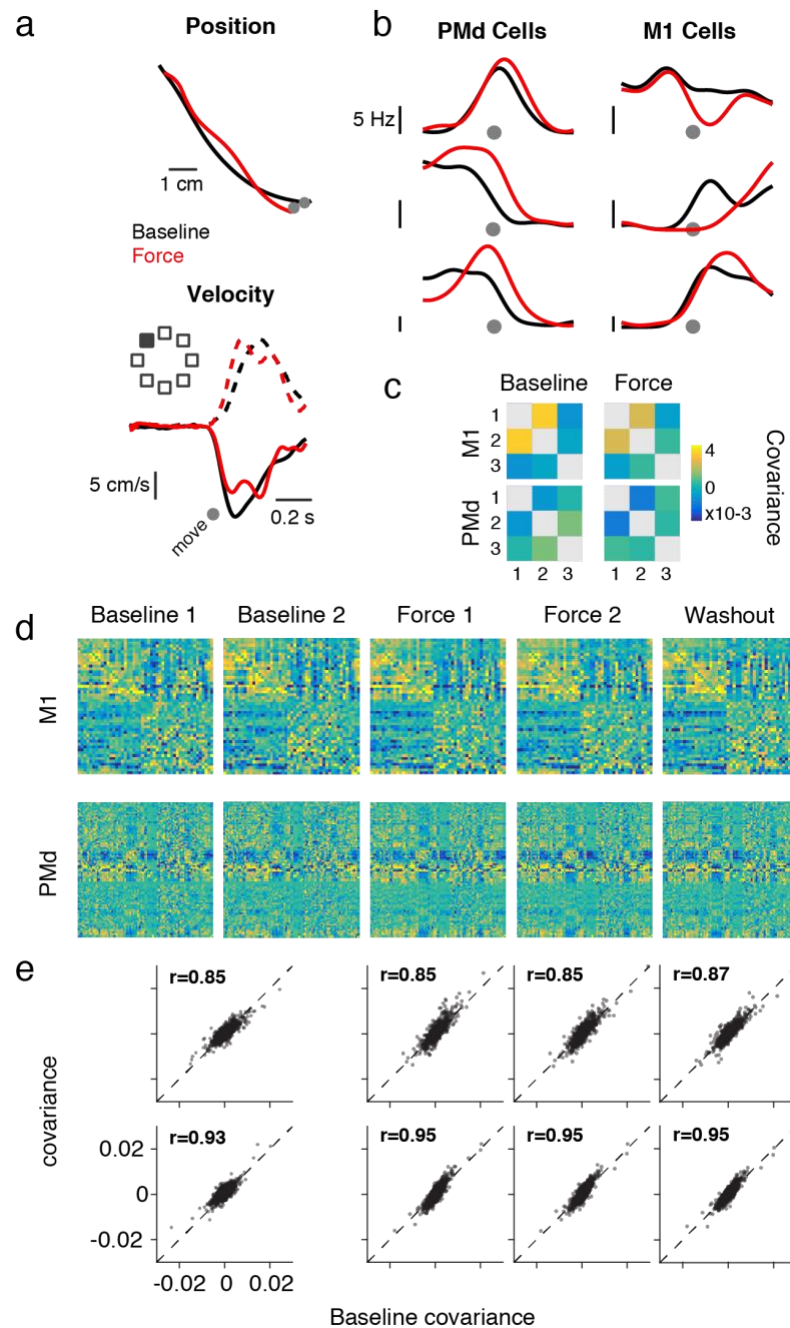 a
Position
1 cm
Baseline
Force
Velocity
5 cm/s
0.2 s
move
b
PMd Cells
M1 Cells
5 Hz
c
Baseline
Force
M1
1
2
3
PMd
1
2
3
1 2 3
1 2 3
4
0
x10-3
Covariance
d
Baseline 1
Baseline 2
Force 1
Force 2
Washout
M1
PMd
e
r=0.85
r=0.85
r=0.85
r=0.87
covariance
r=0.93
r=0.95
r=0.95
r=0.95
0.02
0
-0.02
-0.02 0 0.02
Baseline covariance